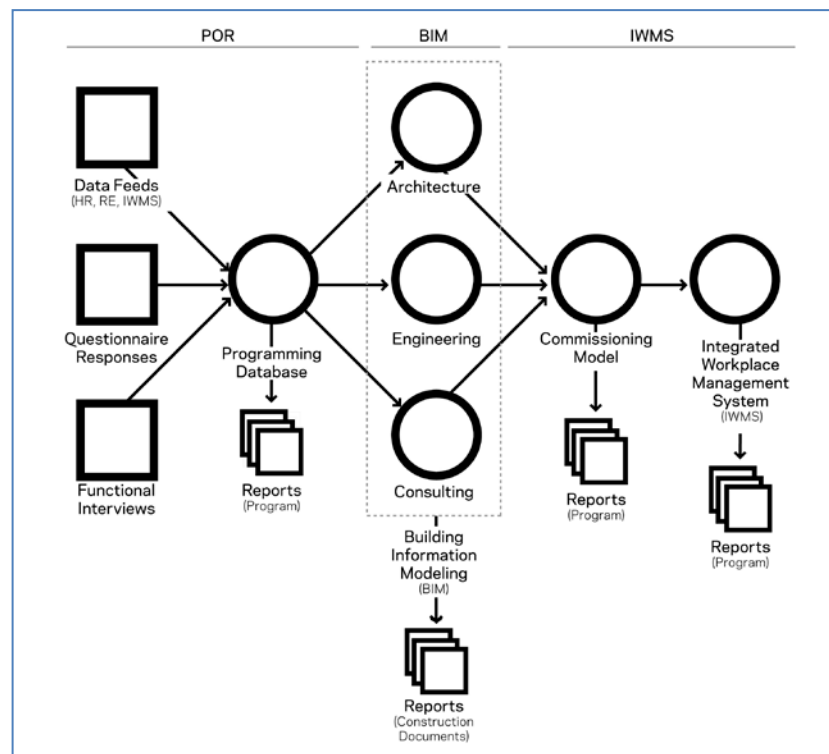 POR
BIM
IWMS
Data Feeds
(HR, RE, IWMS)
Questionnaire
Responses
Functional
Interviews
Programming
Database
Reports
(Program)
Architecture
Engineering
Consulting
Building
Information
Modeling
(BIM)
Reports
(Construction
Documents)
Commissioning
Model
Reports
(Program)
Integrated
Workplace
Management
System
(IWMS)
Reports
(Program)